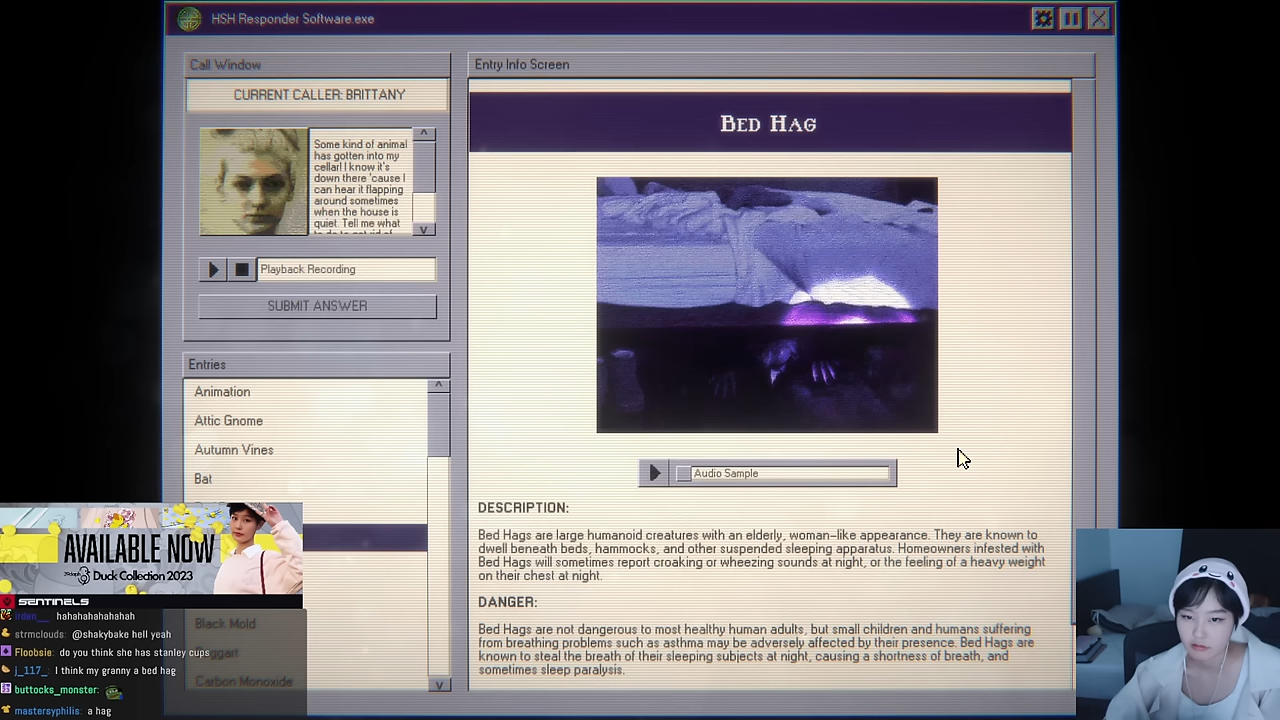 HSH Responder Software.exe
Call Window
CURRENT CALLER: BRITTANY
Some kind of animal
has gotten into my
cellar! I know it's
down there 'cause I
can hear it flapping
around sometimes
when the house is
quiet. Tell me what
Playback Recording
SUBMIT ANSWER
Entries
Animation
Attic Gnome
Autumn Vines
Bat
Black Mold
Carbon Monoxide
Entry Info Screen
BED HAG
Audio Sample
DESCRIPTION:
Bed Hags are large humanoid creatures with an elderly, woman-like appearance. They are known to
dwell beneath beds, hammocks, and other suspended sleeping apparatus. Homeowners infested with
Bed Hags will sometimes report croaking or wheezing sounds at night, or the feeling of a heavy weight
on their chest at night.
DANGER:
Bed Hags are not dangerous to most healthy human adults, but small children and humans suffering
from breathing problems such as asthma may be adversely affected by their presence. Bed Hags are
known to steal the breath of their sleeping subjects at night, causing a shortness of breath, and
sometimes sleep paralysis.
AVAILABLE NOW
Duck Collection 2023
SENTINELS
hahahahahahahah
strmclouds: @shakybake hell yeah
Floobsie: do you think she has stanley cups
j_117_: I think my granny a bed hag
buttocks_monster:
mastersyphilis: a hag